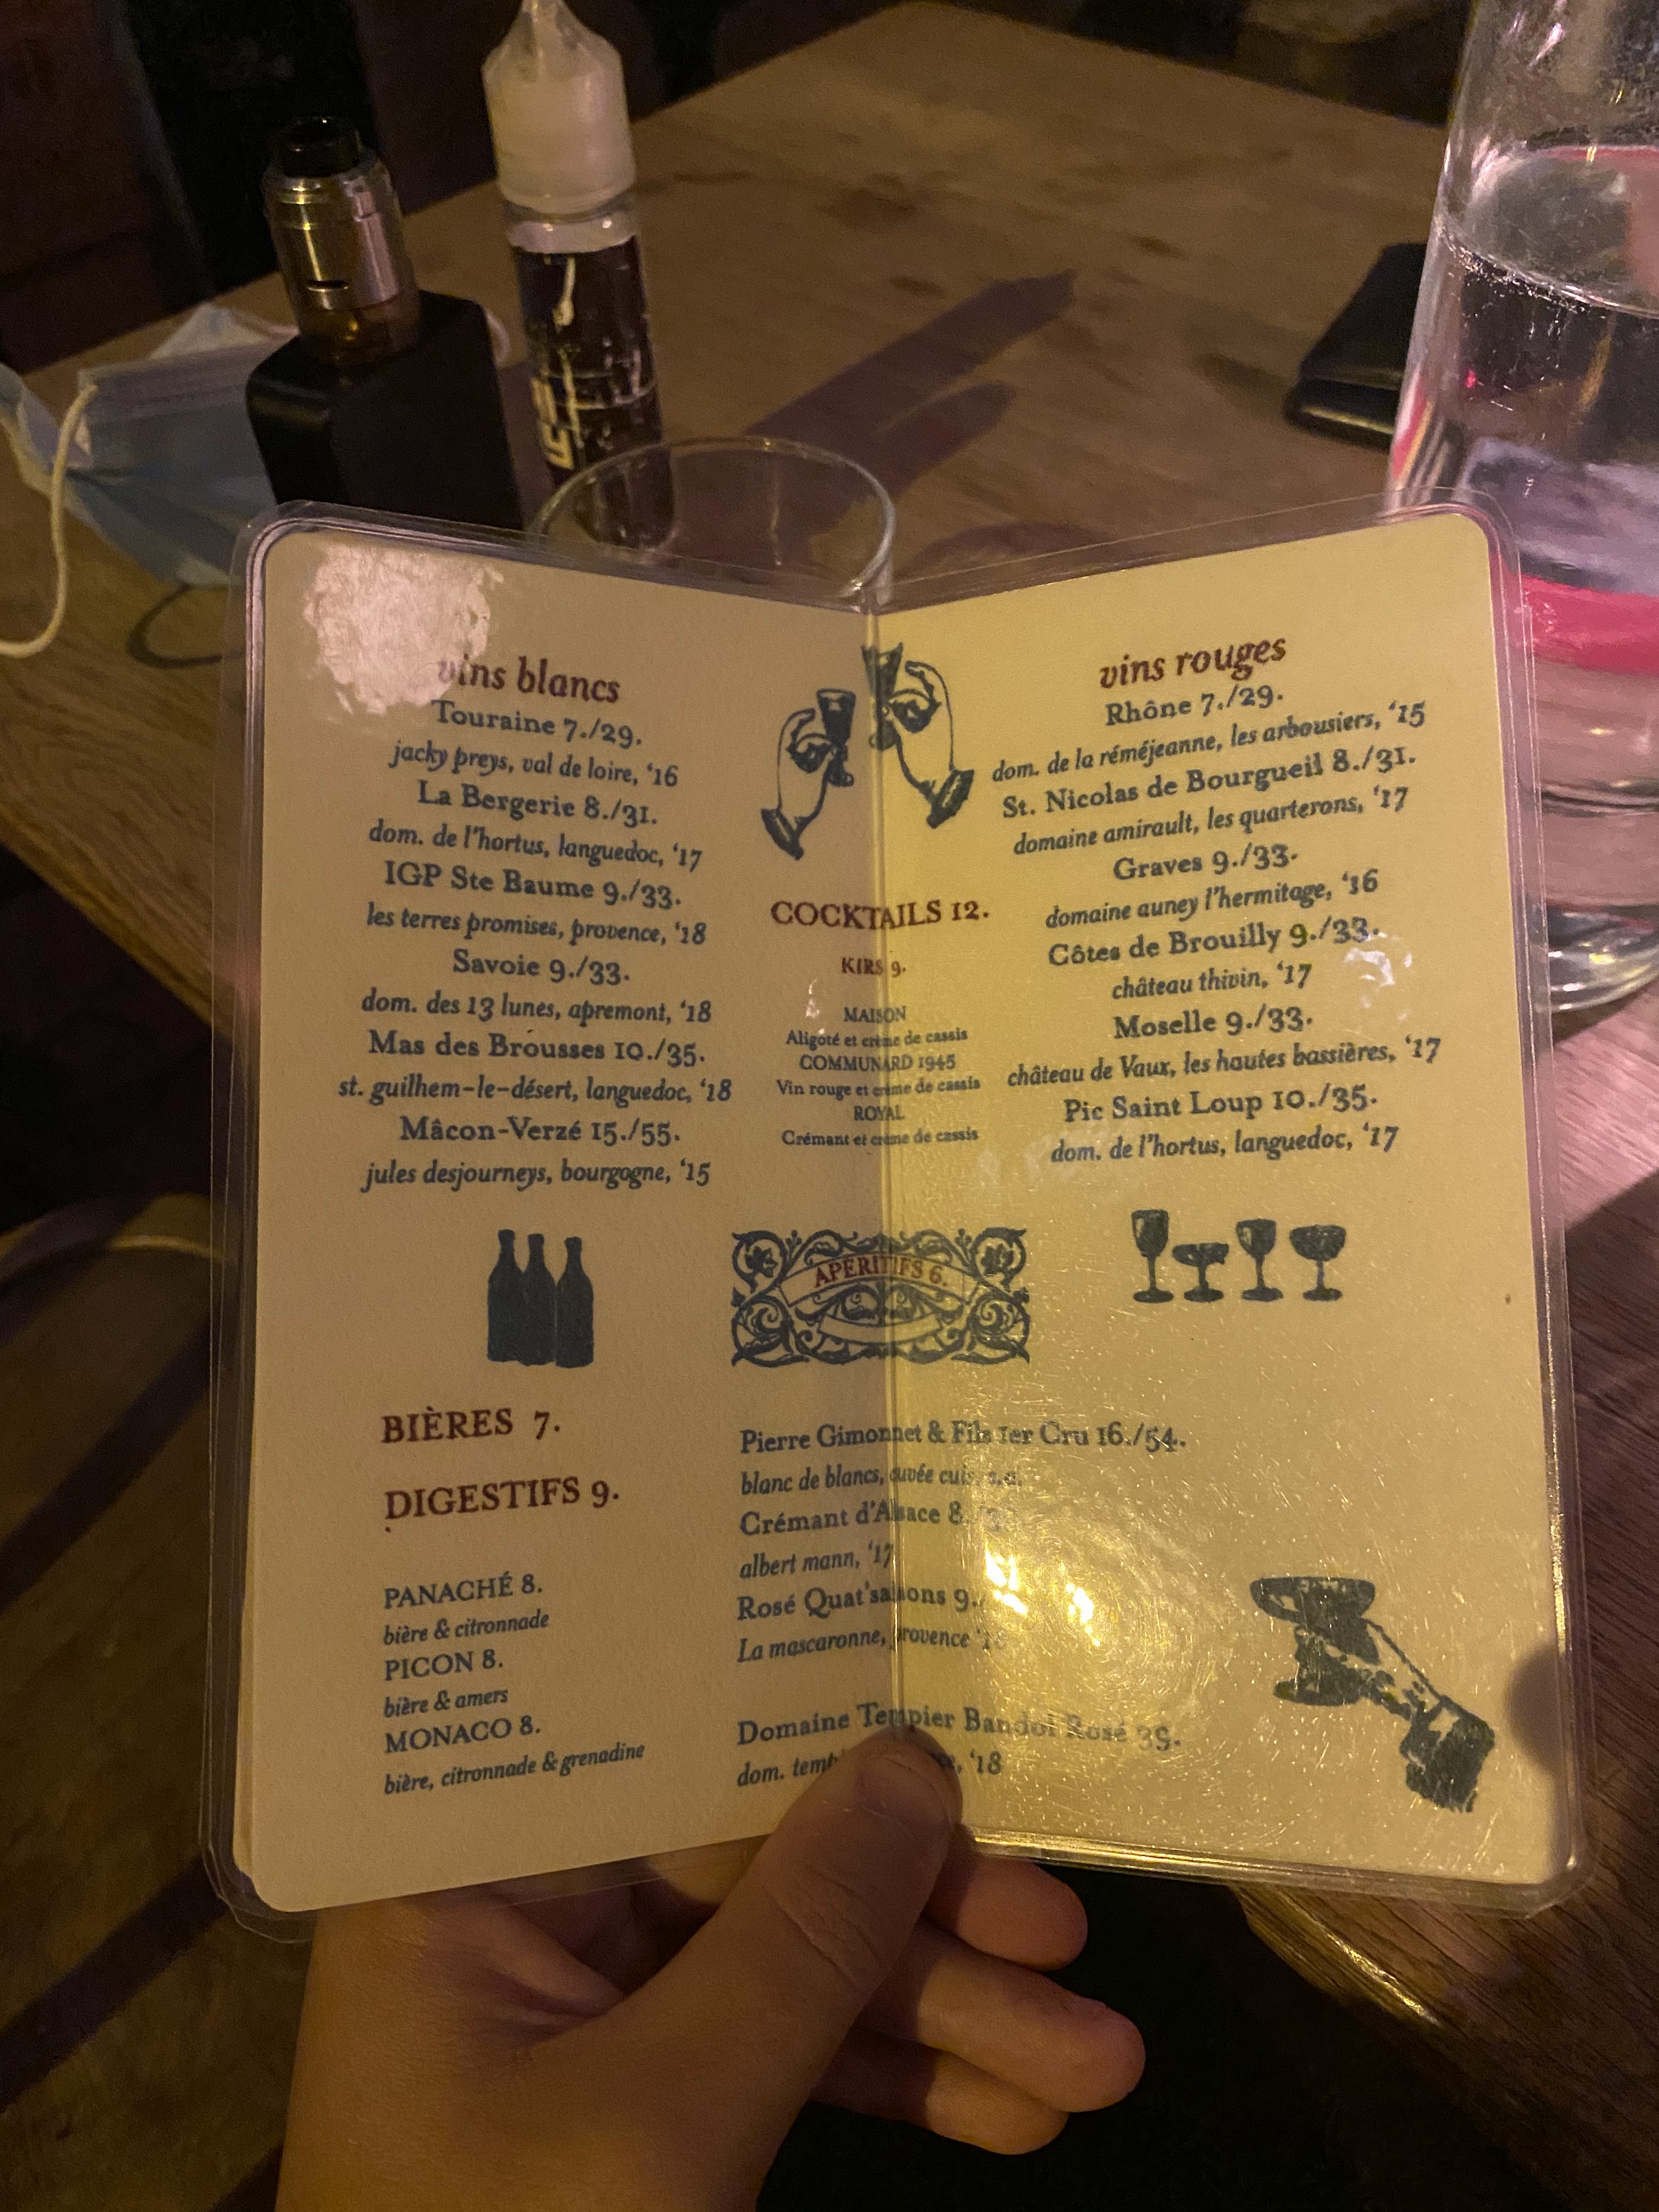 vins blancs
Touraine 7./29.
jacky preys, val de loire, '16
La Bergerie 8./31.
dom. de l'hortus, languedoc, '17
IGP Ste Baume 9./33.
les terres promises, provence, '18
Savoie 9./33.
dom. des 13 lunes, apremont, '18
Mas des Brousses 10./35.
st. guilhem-le-désert, languedoc, '18
Mâcon-Verzé 15./55.
jules desjourneys, bourgogne, '15
COCKTAILS 12.
KIRS 9.
MAISON
Aligoté et crème de cassis
COMMUNARD 1945
Vin rouge et crème de cassis
ROYAL
Crémant et crème de cassis
vins rouges
Rhône 7./29.
dom. de la réméjeanne, les arbousiers, '15
St. Nicolas de Bourgueil 8./31.
domaine amirault, les quarterons, '17
Graves 9./33.
domaine auney l'hermitage, '16
Côtes de Brouilly 9./33.
château thivin, '17
Moselle 9./33.
château de Vaux, les hautes bassières, '17
Pic Saint Loup 10./35.
dom. de l'hortus, languedoc, '17
APERITIFS 6.
BIÈRES 7.
DIGESTIFS 9.
PANACHÉ 8.
bière & citronnade
PICON 8.
bière & amers
MONACO 8.
bière, citronnade & grenadine
Pierre Gimonnet & Fils 1er Cru 16./54.
blanc de blancs, cuvée
Crémant d'Alsace 8.
albert mann, '17
Rosé Quat'saisons 9.
La mascaronne, provence '18
Domaine Tempier Bandol Rosé 39.
dom. '18